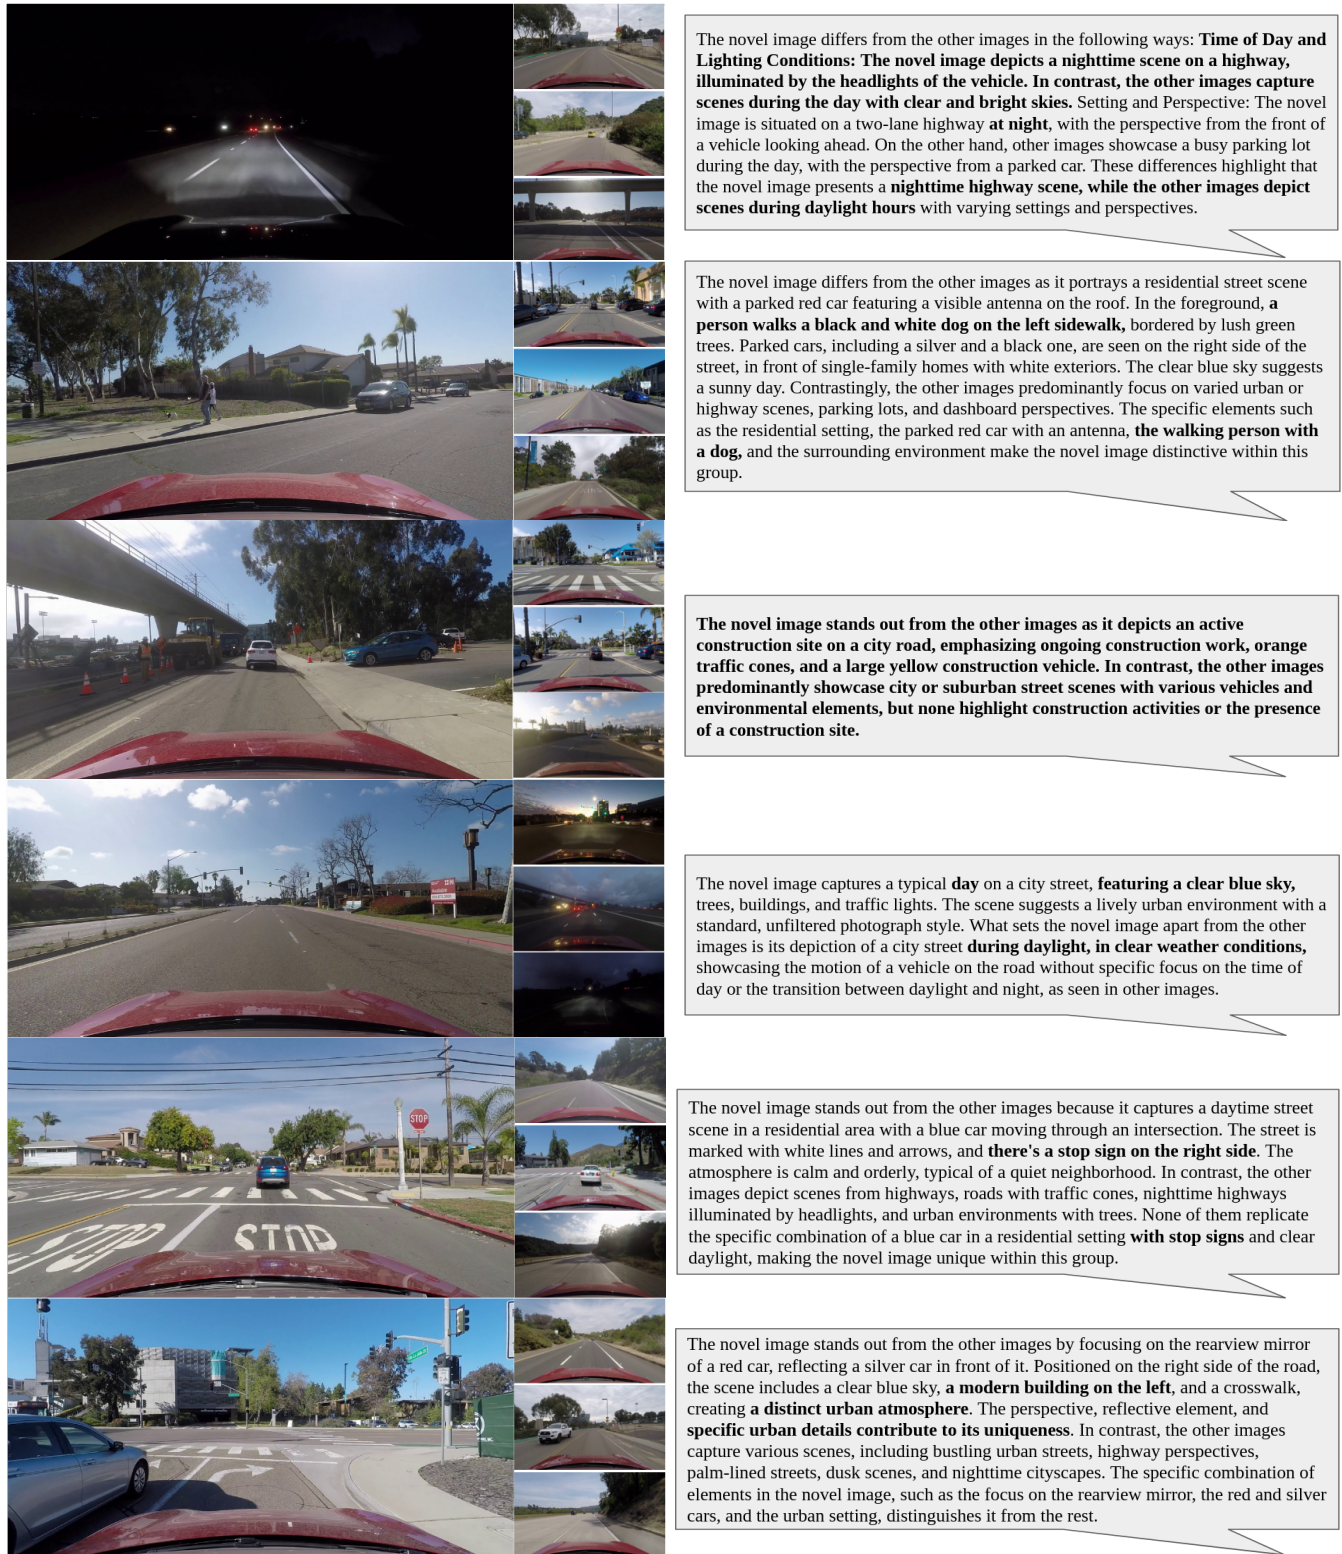 The novel image differs from the other images in the following ways: Time of Day and
Lighting Conditions: The novel image depicts a nighttime scene on a highway,
illuminated by the headlights of the vehicle. In contrast, the other images capture
scenes during the day with clear and bright skies. Setting and Perspective: The novel
image is situated on a two-lane highway at night, with the perspective from the front of
a vehicle looking ahead. On the other hand, other images showcase a busy parking lot
during the day, with the perspective from a parked car. These differences highlight that
the novel image presents a nighttime highway scene, while the other images depict
scenes during daylight hours with varying settings and perspectives.
The novel image differs from the other images as it portrays a residential street scene
with a parked red car featuring a visible antenna on the roof. In the foreground, a
person walks a black and white dog on the left sidewalk, bordered by lush green
trees. Parked cars, including a silver and a black one, are seen on the right side of the
street, in front of single-family homes with white exteriors. The clear blue sky suggests
a sunny day. Contrastingly, the other images predominantly focus on varied urban or
highway scenes, parking lots, and dashboard perspectives. The specific elements such
as the residential setting, the parked red car with an antenna, the walking person with
a dog, and the surrounding environment make the novel image distinctive within this
group.
The novel image stands out from the other images as it depicts an active
construction site on a city road, emphasizing ongoing construction work, orange
traffic cones, and a large yellow construction vehicle. In contrast, the other images
predominantly showcase city or suburban street scenes with various vehicles and
environmental elements, but none highlight construction activities or the presence
of a construction site.
The novel image captures a typical day on a city street, featuring a clear blue sky,
trees, buildings, and traffic lights. The scene suggests a lively urban environment with a
standard, unfiltered photograph style. What sets the novel image apart from the other
images is its depiction of a city street during daylight, in clear weather conditions,
showcasing the motion of a vehicle on the road without specific focus on the time of
day or the transition between daylight and night, as seen in other images.
STOP
STOP
STOP
The novel image stands out from the other images because it captures a daytime street
scene in a residential area with a blue car moving through an intersection. The street is
marked with white lines and arrows, and there's a stop sign on the right side. The
atmosphere is calm and orderly, typical of a quiet neighborhood. In contrast, the other
images depict scenes from highways, roads with traffic cones, nighttime highways
illuminated by headlights, and urban environments with trees. None of them replicate
the specific combination of a blue car in a residential setting with stop signs and clear
daylight, making the novel image unique within this group.
The novel image stands out from the other images by focusing on the rearview mirror
of a red car, reflecting a silver car in front of it. Positioned on the right side of the road,
the scene includes a clear blue sky, a modern building on the left, and a crosswalk,
creating a distinct urban atmosphere. The perspective, reflective element, and
specific urban details contribute to its uniqueness. In contrast, the other images
capture various scenes, including bustling urban streets, highway perspectives,
palm-lined streets, dusk scenes, and nighttime cityscapes. The specific combination of
elements in the novel image, such as the focus on the rearview mirror, the red and silver
cars, and the urban setting, distinguishes it from the rest.